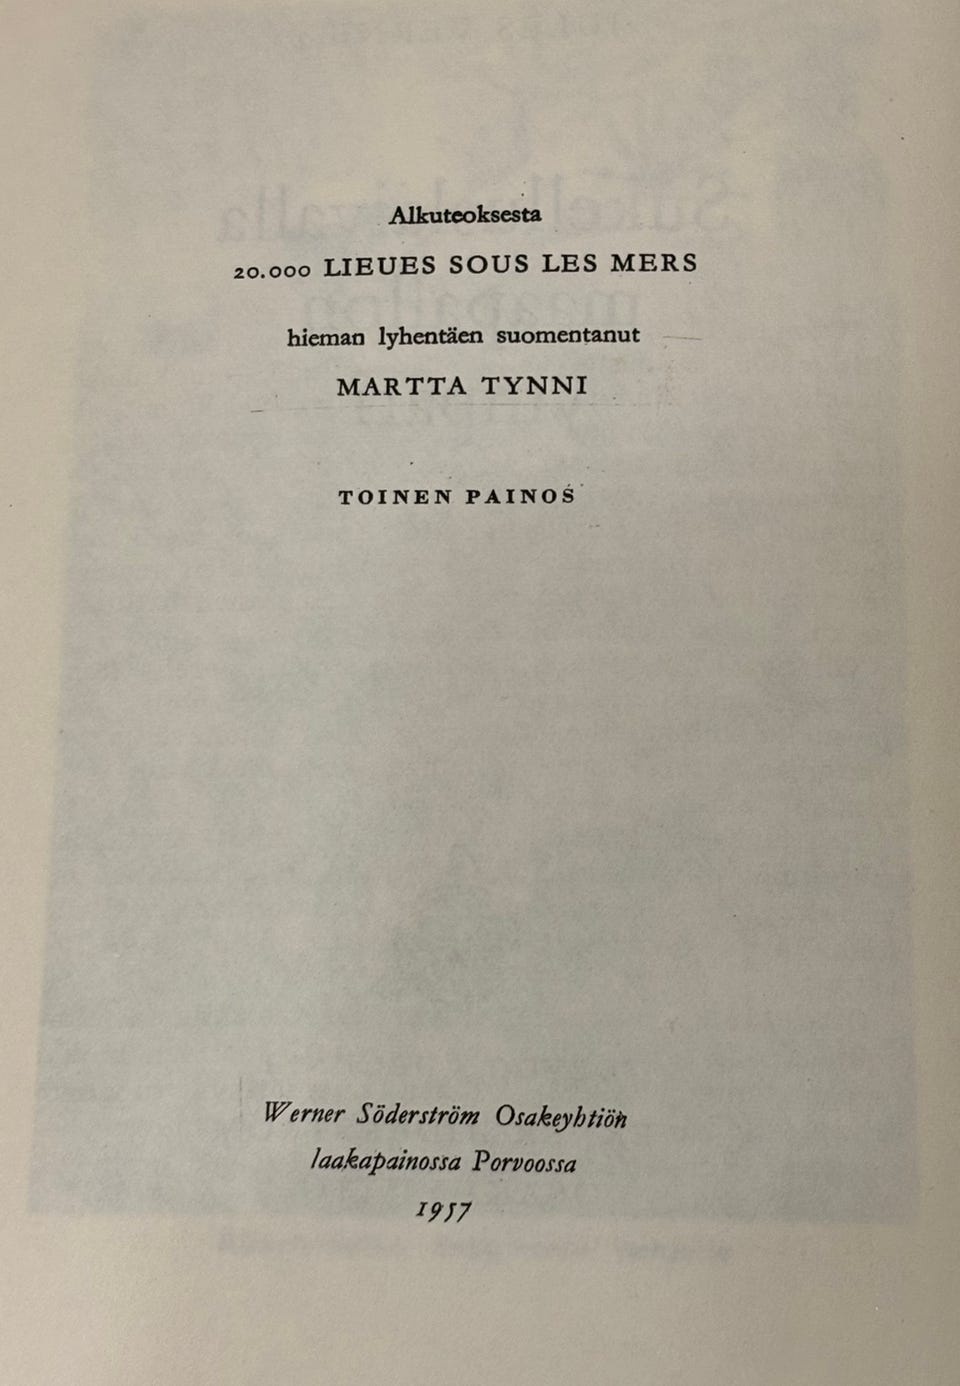 Alkuteoksesta
20.000 LIEUES SOUS LES MERS
hieman lyhentäen suomentanut
MARTTA TYNNI
TOINEN PAINOS
Werner Söderström Osakeyhtiön
laakapainossa Porvoossa
1957